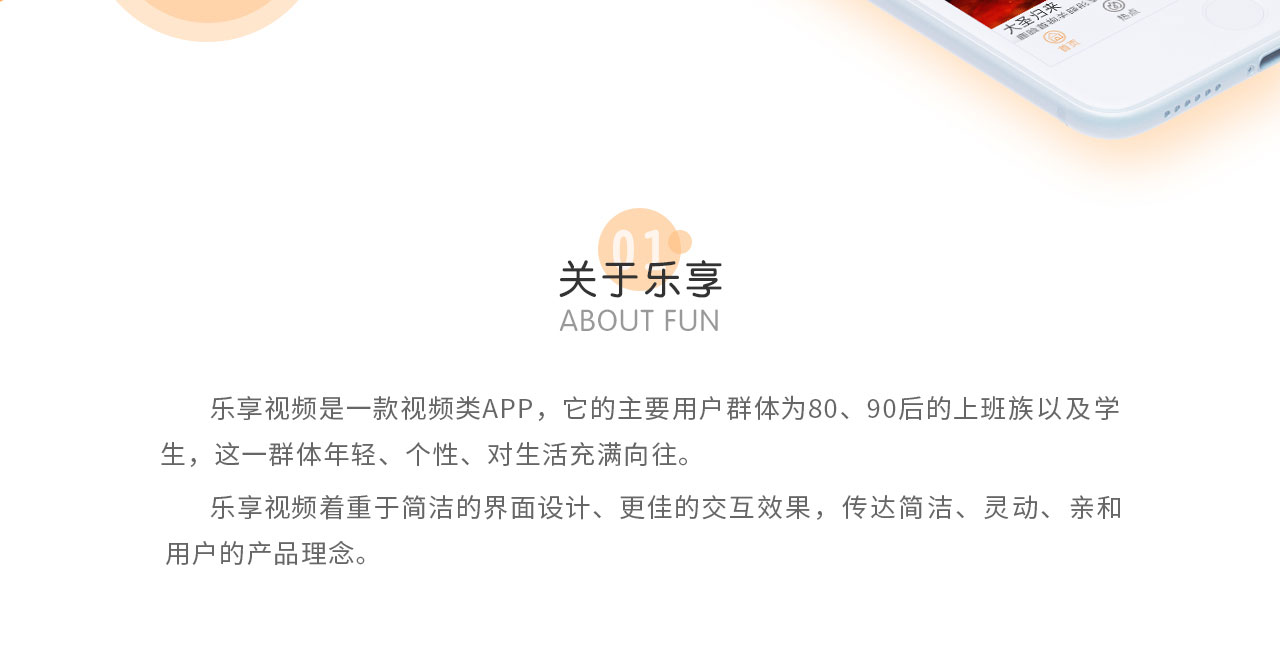 大圣归来
首页
热点
01
关于乐享
ABOUT FUN
乐享视频是一款视频类APP，它的主要用户群体为80、90后的上班族以及学
生，这一群体年轻、个性、对生活充满向往。
乐享视频着重于简洁的界面设计、更佳的交互效果，传达简洁、灵动、亲和
用户的产品理念。